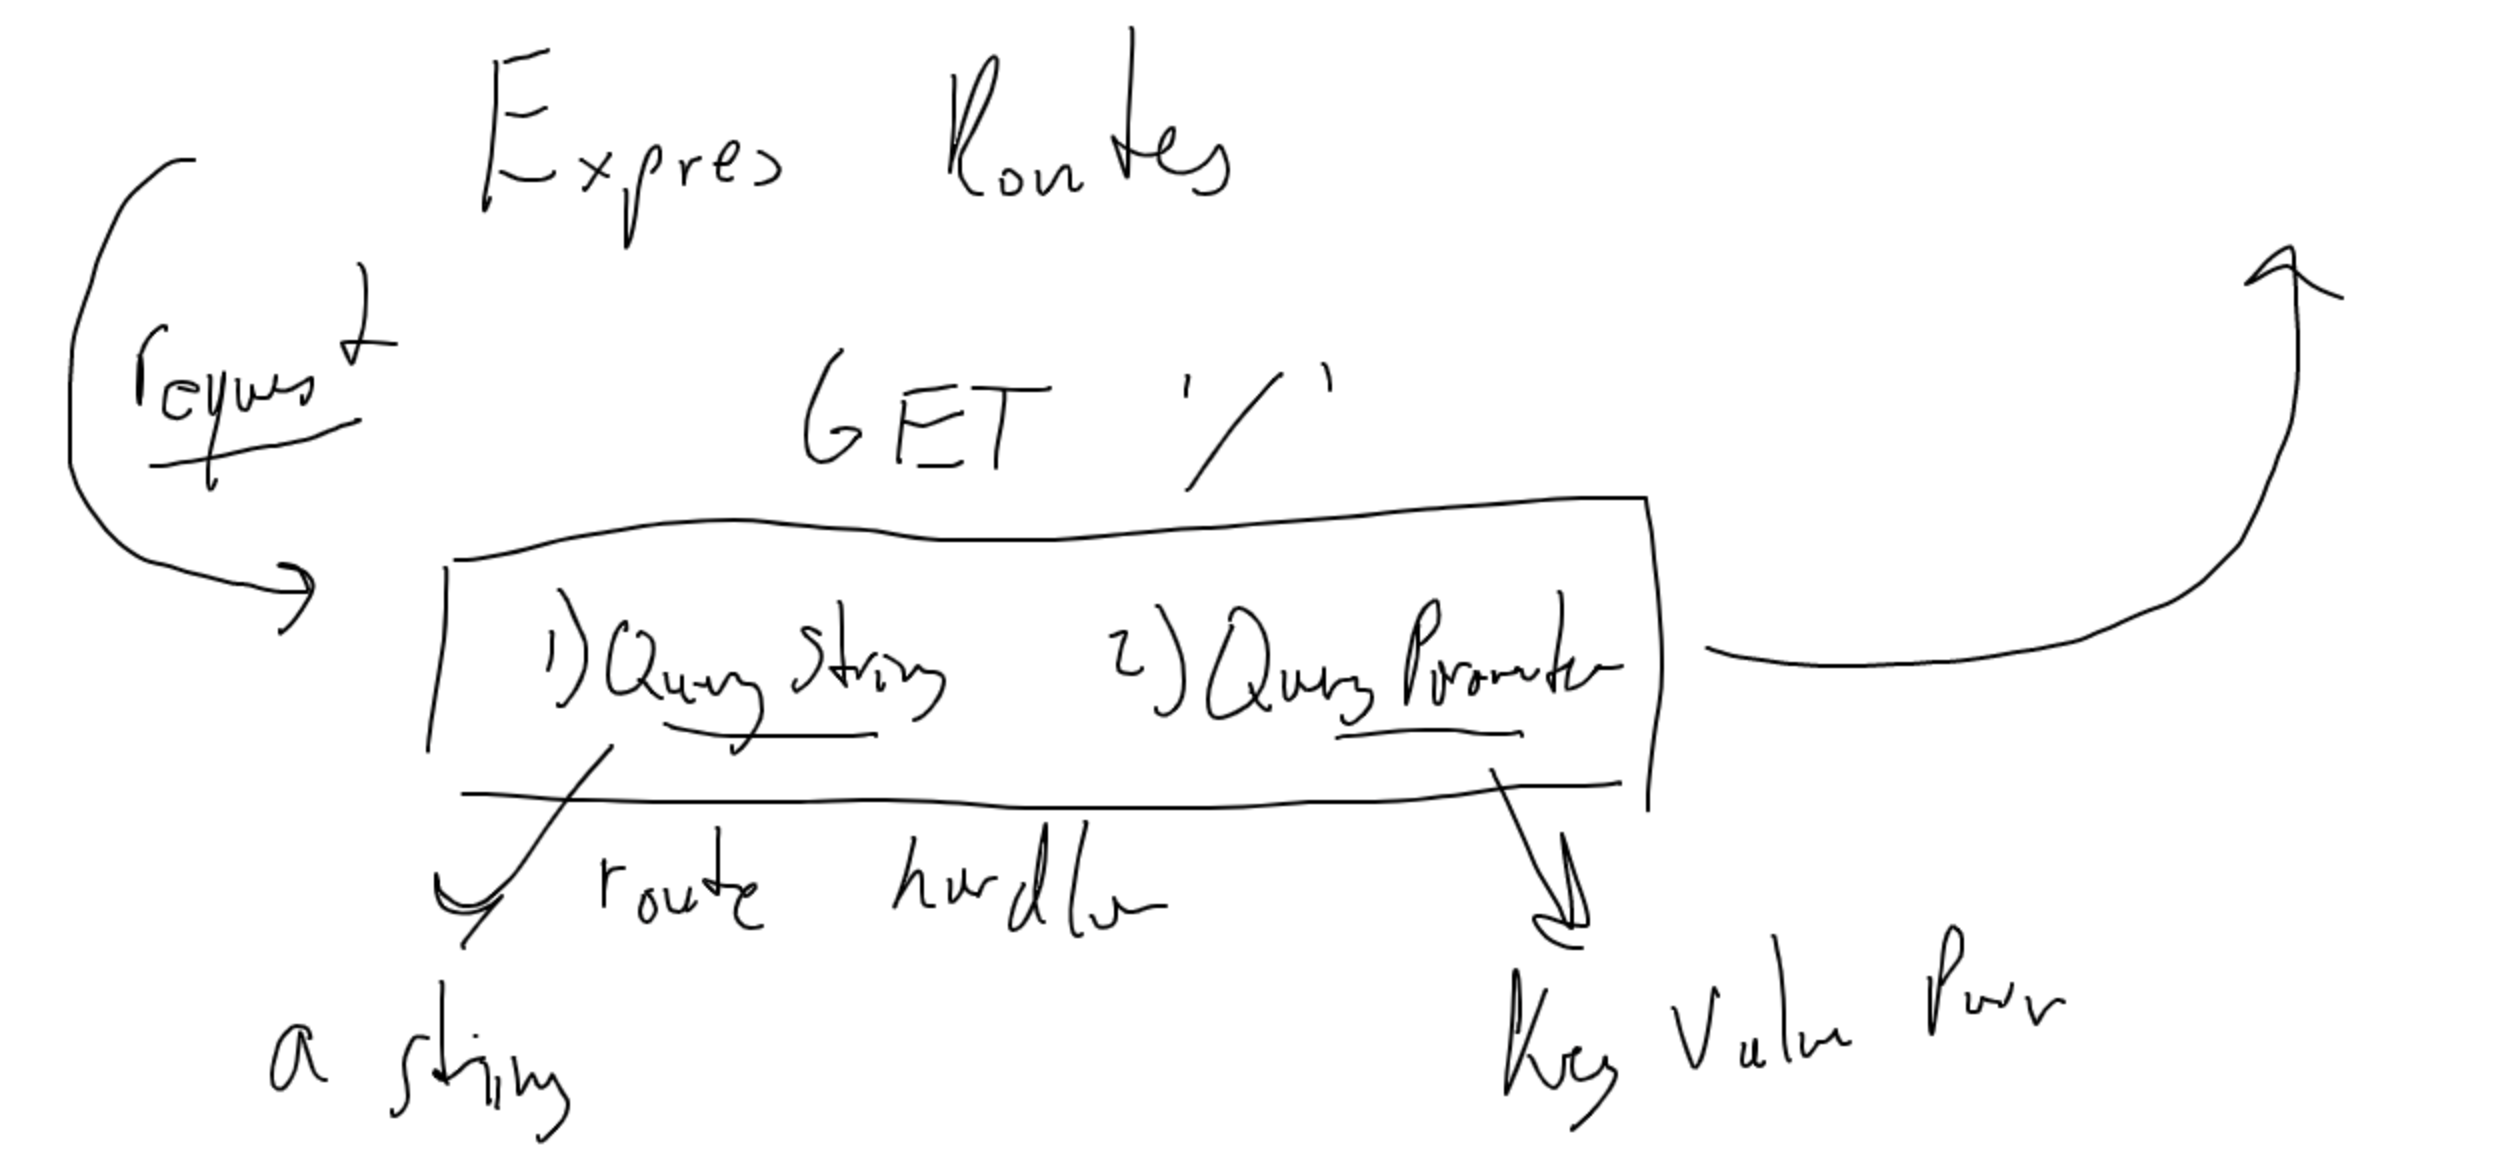 Expres Routes
request
GET '/'
1) Query String 2) Query Parameter
route handler
a string
Key Value Pair